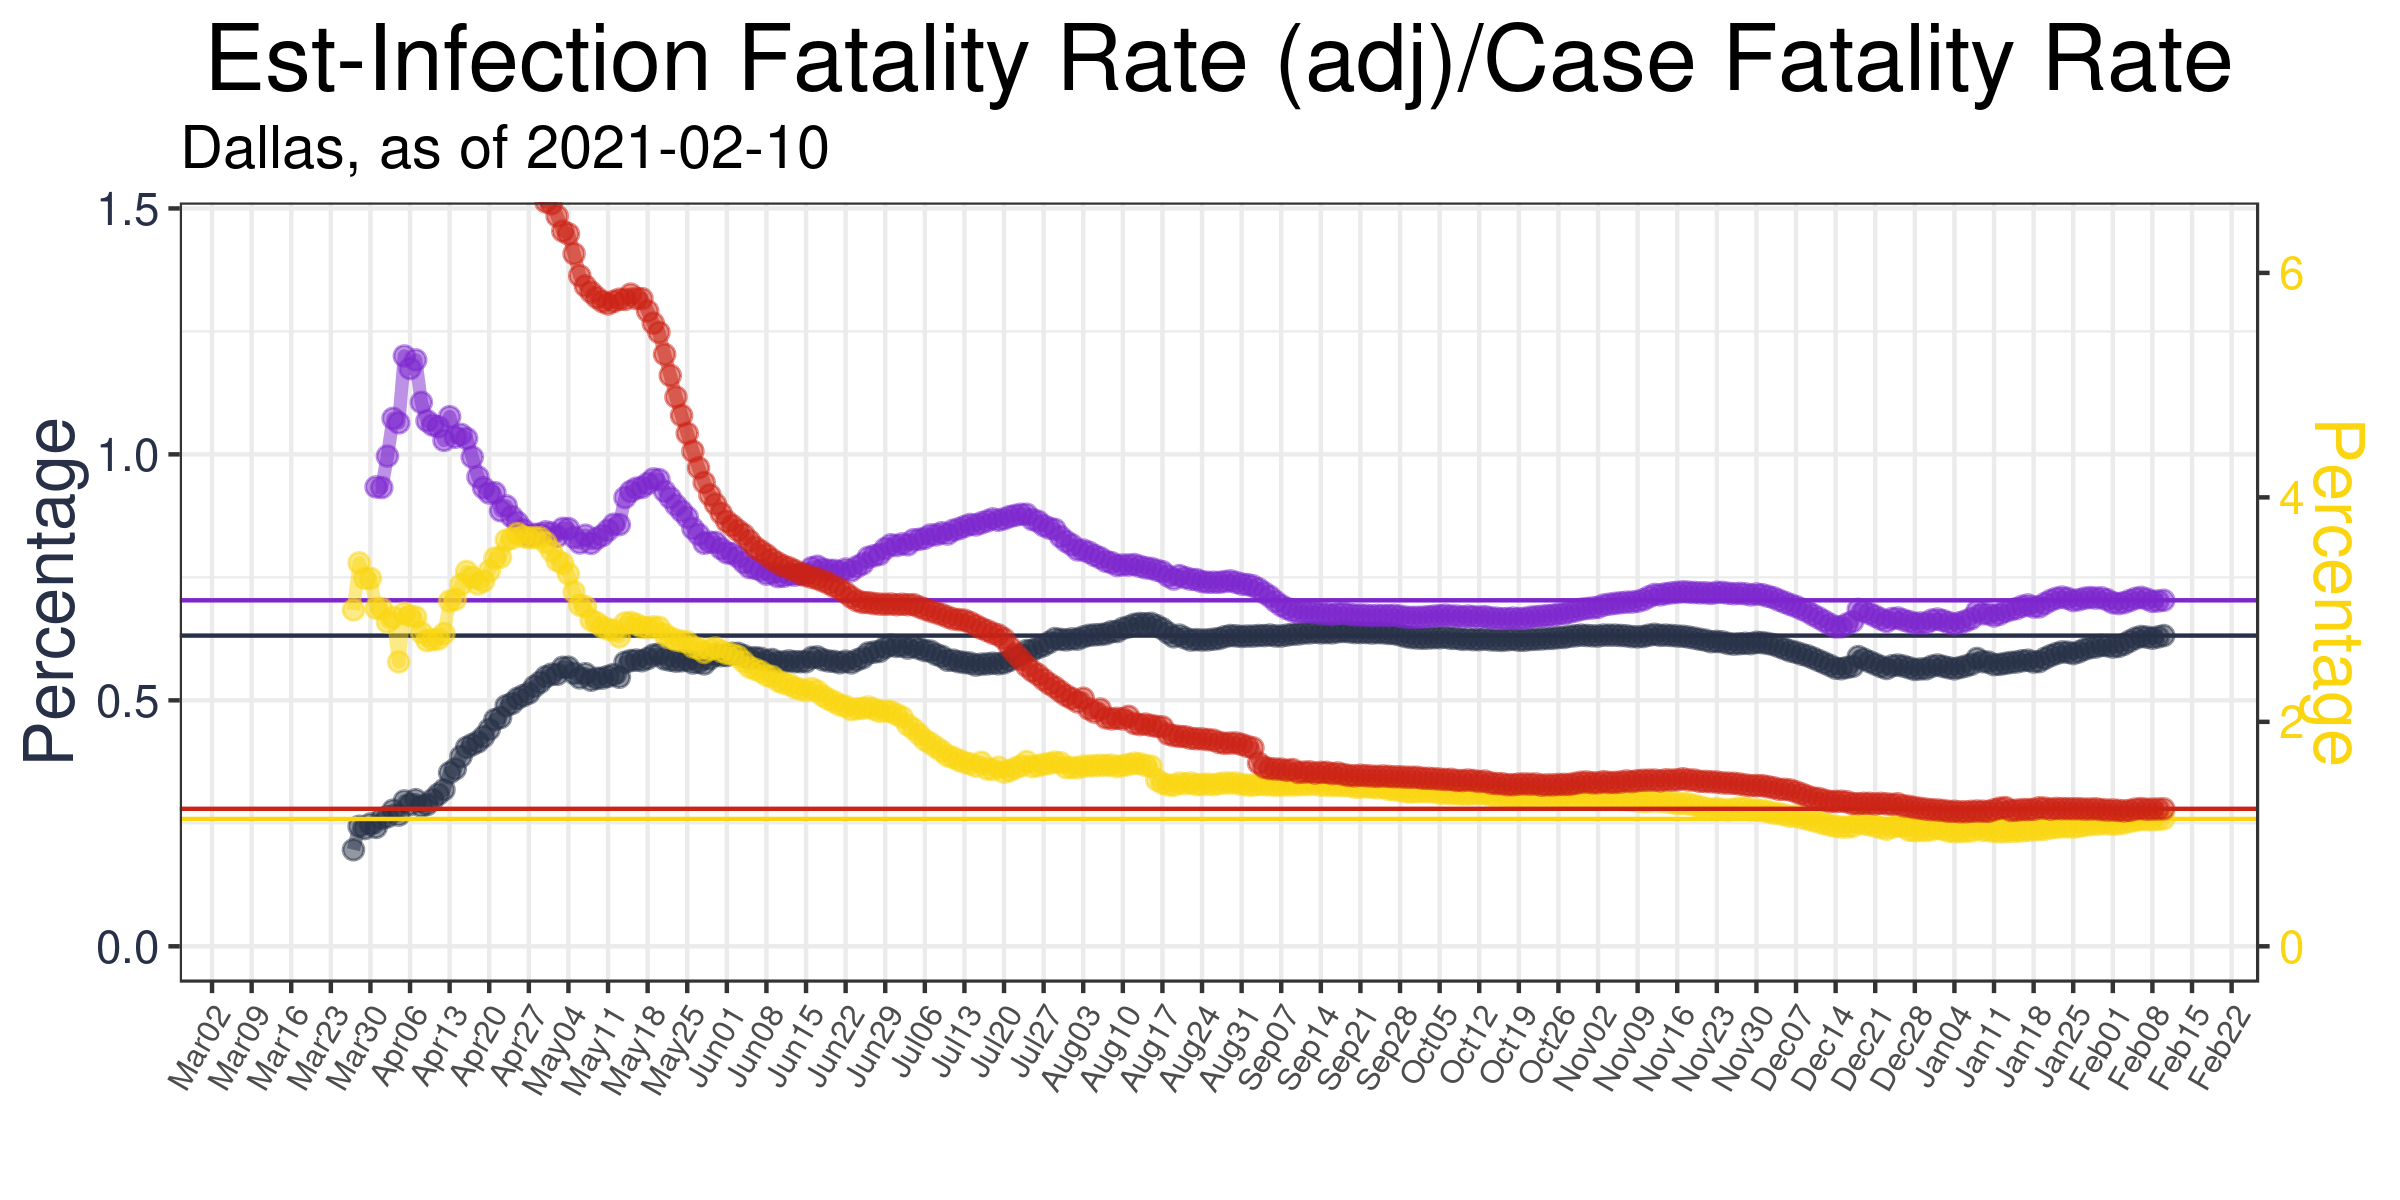 Est-Infection Fatality Rate (adj)/Case Fatality Rate
Dallas, as of 2021-02-10
Percentage
1.5
1.0
0.5
0.0
6
4
2
0
Percentage
Mar02
Mar09
Mar16
Mar23
Mar30
Apr06
Apr13
Apr20
Apr27
May04
May11
May18
May25
Jun01
Jun08
Jun15
Jun22
Jun29
Jul06
Jul13
Jul20
Jul27
Aug03
Aug10
Aug17
Aug24
Aug31
Sep07
Sep14
Sep21
Sep28
Oct05
Oct12
Oct19
Oct26
Nov02
Nov09
Nov16
Nov23
Nov30
Dec07
Dec14
Dec21
Dec28
Jan04
Jan11
Jan18
Jan25
Feb01
Feb08
Feb15
Feb22